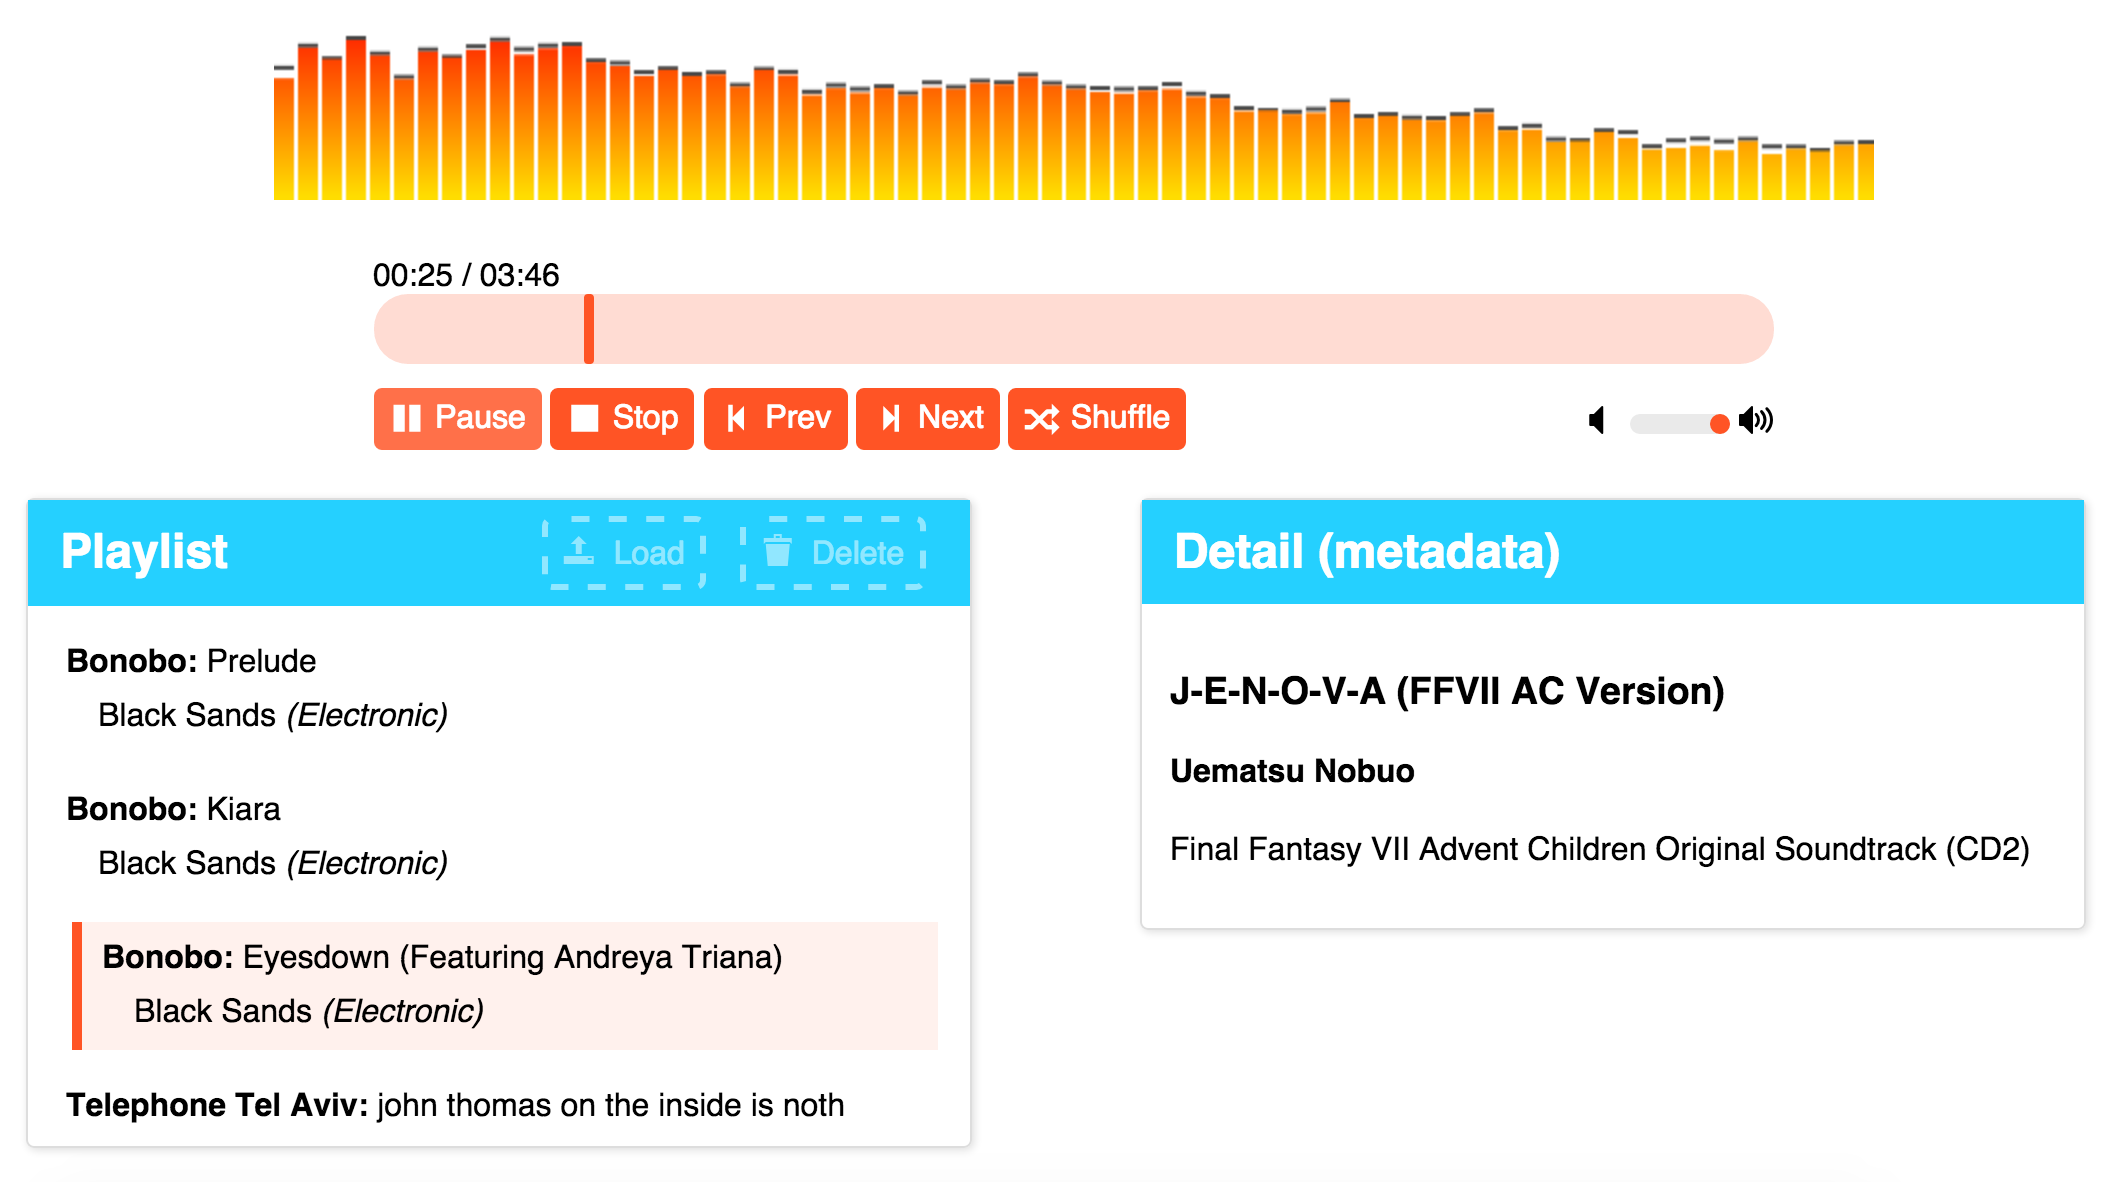 00:25 / 03:46
Pause Stop Prev Next Shuffle
Playlist Load Delete
Bonobo: Prelude
Black Sands (Electronic)
Bonobo: Kiara
Black Sands (Electronic)
Bonobo: Eyesdown (Featuring Andreya Triana)
Black Sands (Electronic)
Telephone Tel Aviv: john thomas on the inside is noth
Detail (metadata)
J-E-N-O-V-A (FFVII AC Version)
Uematsu Nobuo
Final Fantasy VII Advent Children Original Soundtrack (CD2)